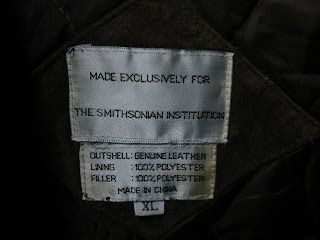 MADE EXCLUSIVELY FOR
THE SMITHSONIAN INSTITUTION
OUTSHELL : GENUINE LEATHER
LINING : 100% POLYESTER
FILLER : 100% POLYESTER
MADE IN CHINA
XL